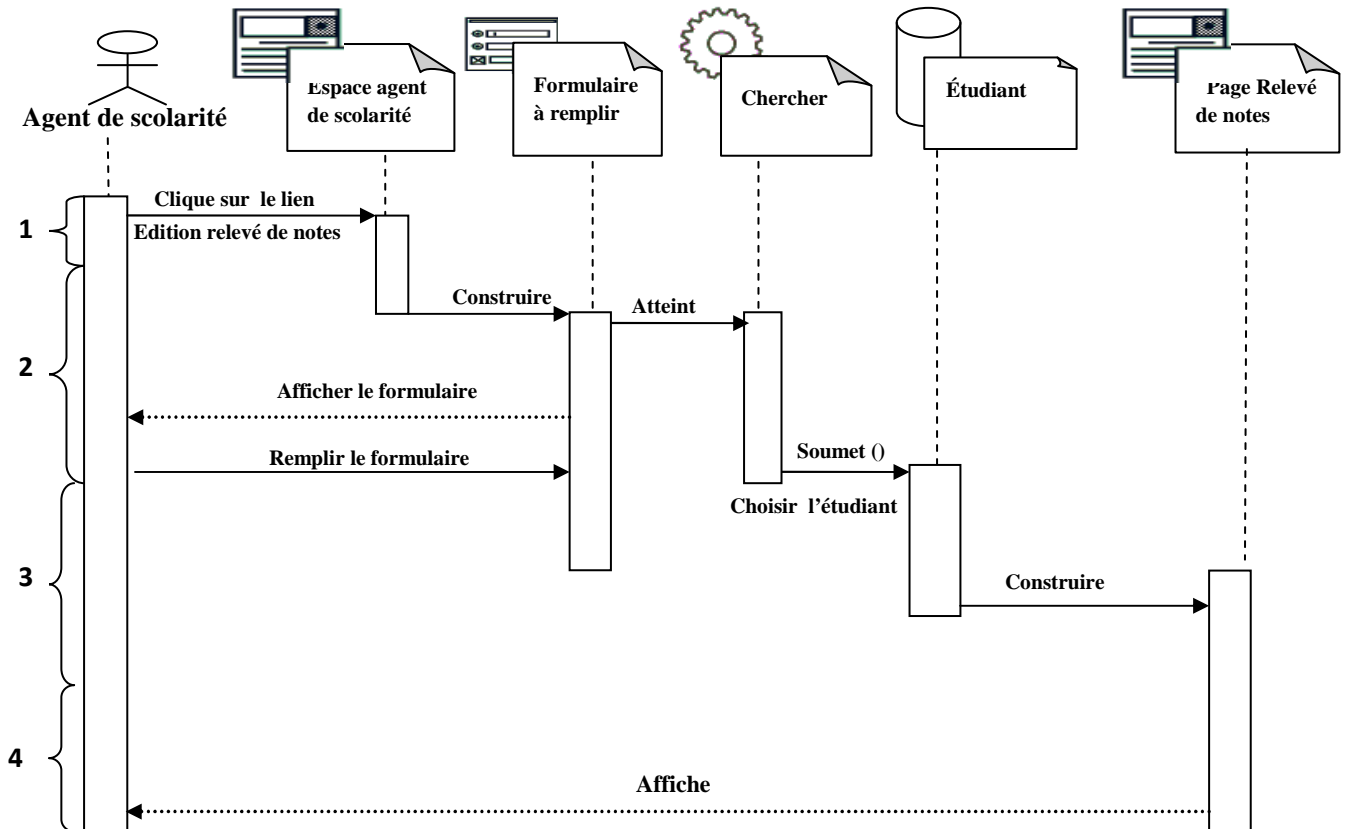 Espace agent
de scolarité
Formulaire
à remplir
Chercher
Étudiant
Page Relevé
de notes
Agent de scolarité
1
Clique sur le lien
Edition relevé de notes
Construire
Atteint
2
Afficher le formulaire
Remplir le formulaire
Soumet ()
Choisir l'étudiant
3
Construire
4
Affiche